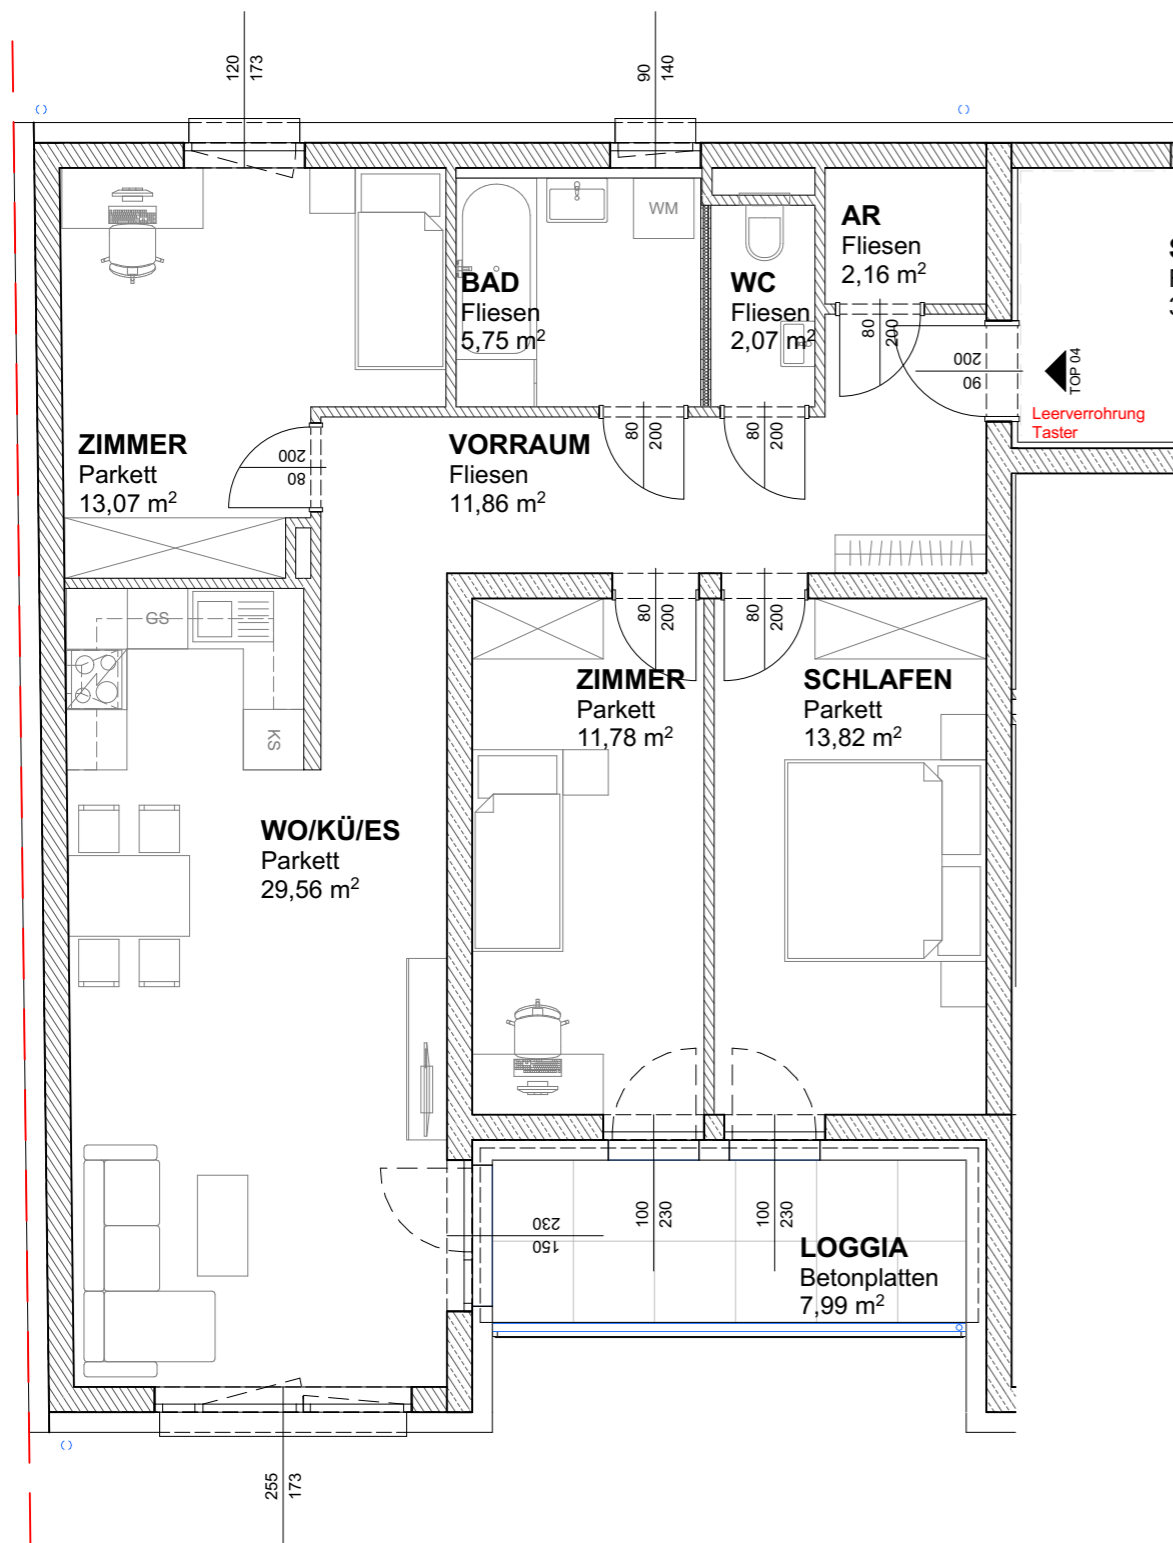 120
173
90
140
AR
Fliesen
2,16 m²
BAD
Fliesen
5,75 m²
WM
WC
Fliesen
2,07 m²
80
200
200
90
TOP 04
Leerverrohrung
Taster
ZIMMER
Parkett
13,07 m²
200
80
VORRAUM
Fliesen
11,86 m²
80
200
80
200
GS
KS
80
200
80
200
ZIMMER
Parkett
11,78 m²
SCHLAFEN
Parkett
13,82 m²
WO/KÜ/ES
Parkett
29,56 m²
230
150
100
230
100
230
LOGGIA
Betonplatten
7,99 m²
255
173